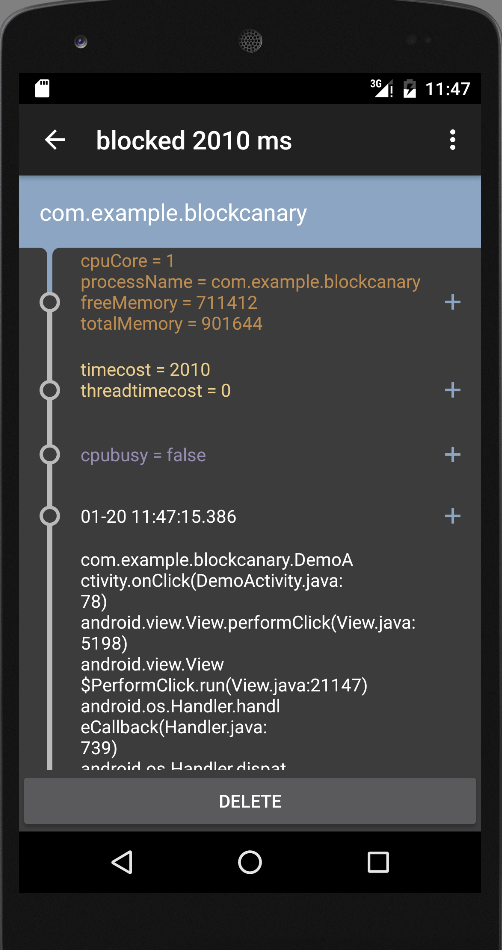 3G ! 11:47
blocked 2010 ms
com.example.blockcanary
cpuCore = 1
processName = com.example.blockcanary
freeMemory = 711412
totalMemory = 901644
+
timecost = 2010
threadtimecost = 0
+
cpubusy = false +
01-20 11:47:15.386 +
com.example.blockcanary.DemoA
ctivity.onClick(DemoActivity.java:
78)
android.view.View.performClick(View.java:
5198)
android.view.View
$PerformClick.run(View.java:21147)
android.os.Handler.handl
eCallback(Handler.java:
739)
android.os.Handler.dispat
DELETE